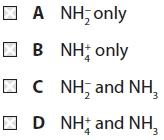 A NH₂⁻ only
B NH₄⁺ only
C NH₂⁻ and NH₃
D NH₄⁺ and NH₃